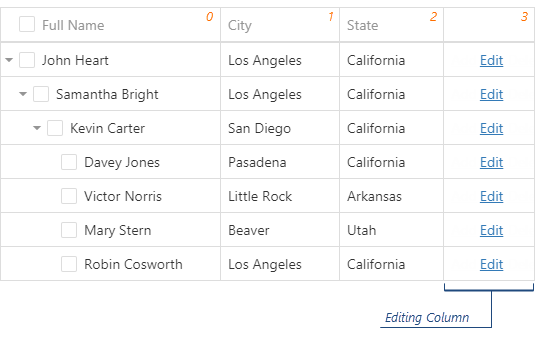 Full Name 0 City 1 State 2 3
John Heart Los Angeles California Edit
Samantha Bright Los Angeles California Edit
Kevin Carter San Diego California Edit
Davey Jones Pasadena California Edit
Victor Norris Little Rock Arkansas Edit
Mary Stern Beaver Utah Edit
Robin Cosworth Los Angeles California Edit
Editing Column